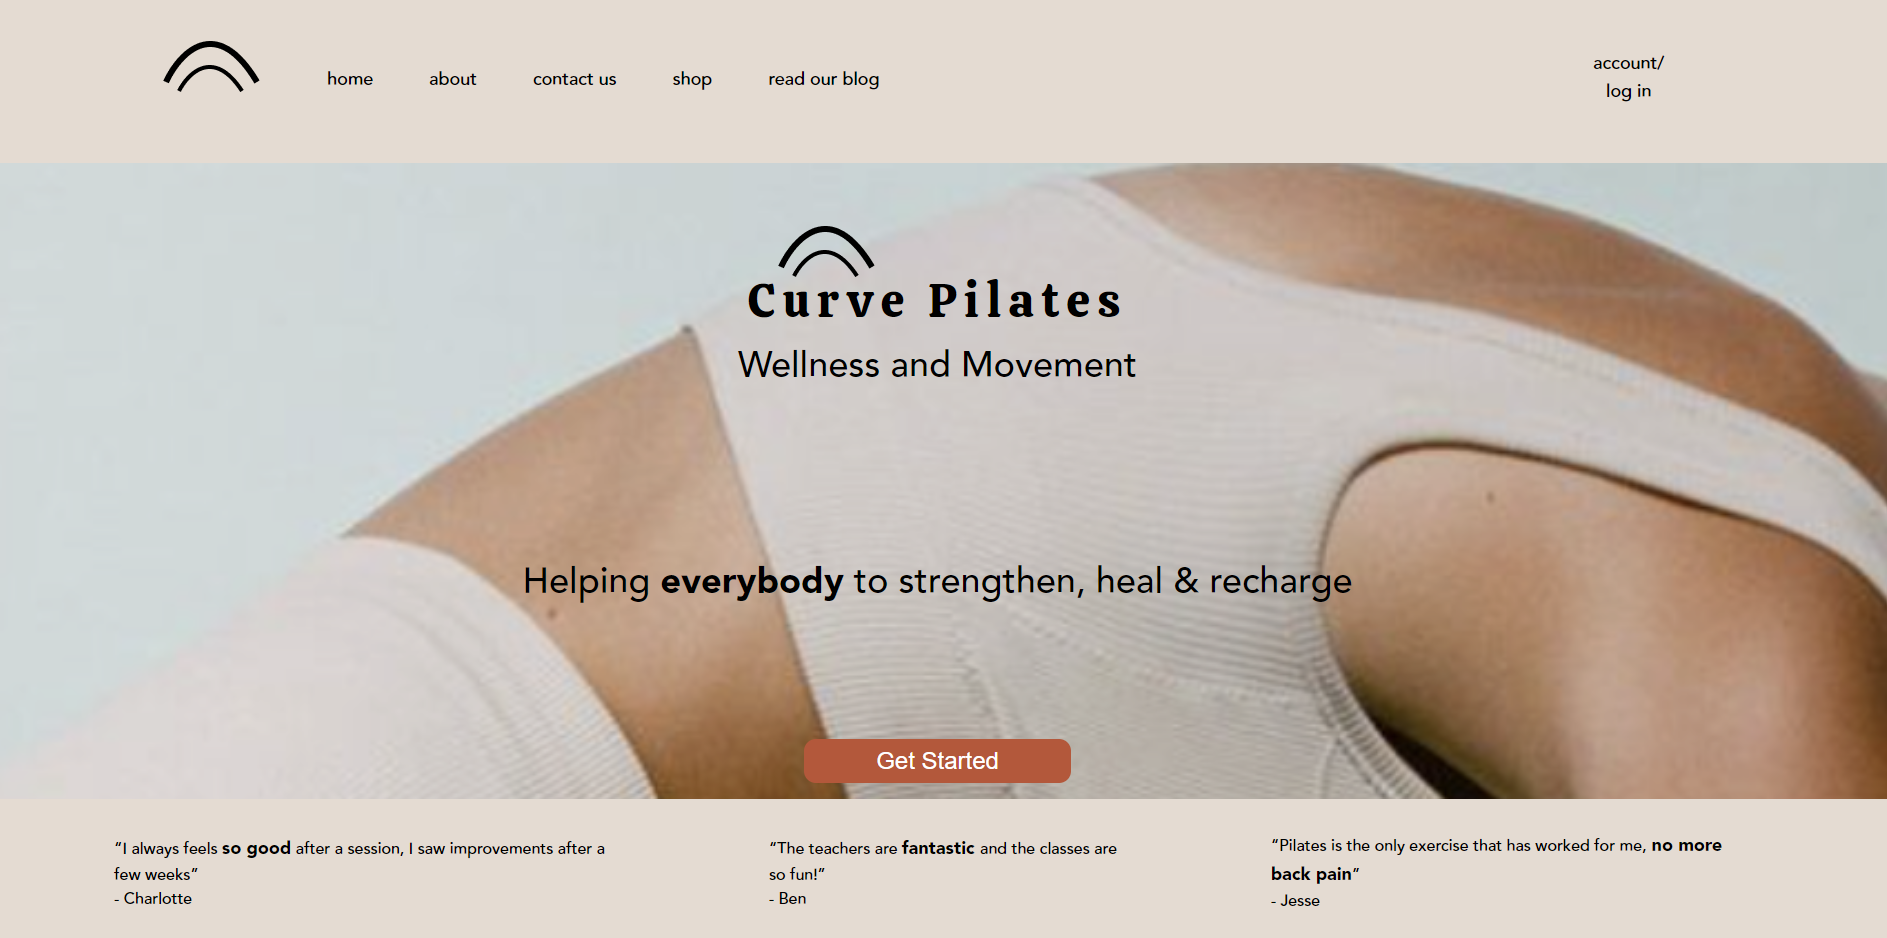 home about contact us shop read our blog
account/
log in
Curve Pilates
Wellness and Movement
Helping everybody to strengthen, heal & recharge
Get Started
“I always feels so good after a session, I saw improvements after a
few weeks”
- Charlotte
“The teachers are fantastic and the classes are
so fun!”
- Ben
“Pilates is the only exercise that has worked for me, no more
back pain”
- Jesse